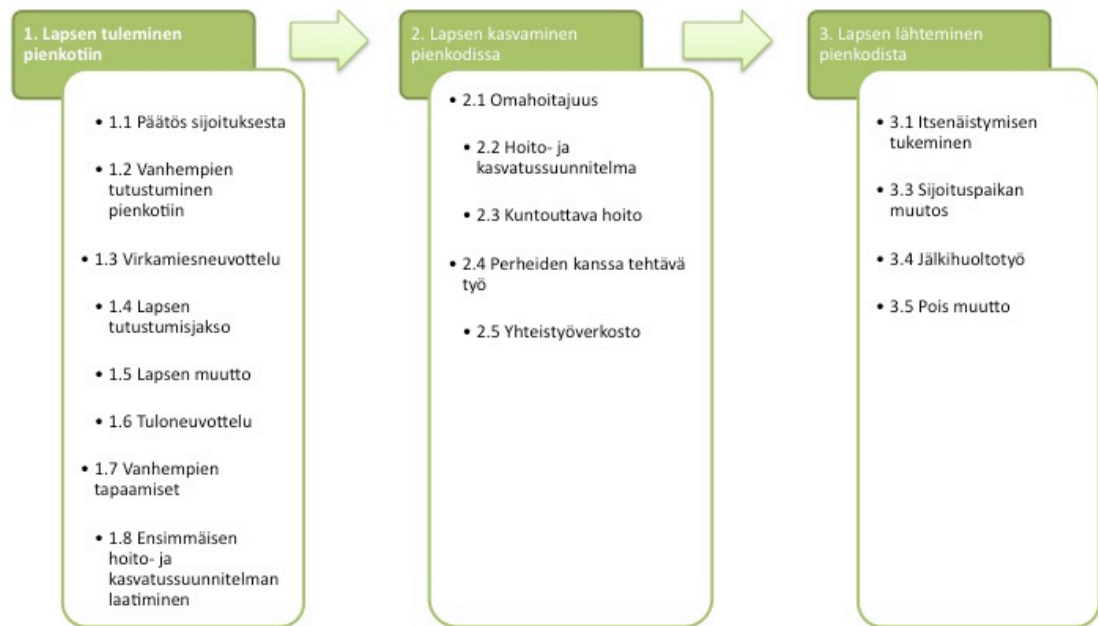 1. Lapsen tuleminen
pienkotiin
• 1.1 Päätös sijoituksesta
• 1.2 Vanhempien
tutustuminen
pienkotiin
• 1.3 Virkamiesneuvottelu
• 1.4 Lapsen
tutustumisjakso
• 1.5 Lapsen muutto
• 1.6 Tuloneuvottelu
• 1.7 Vanhempien
tapaamiset
• 1.8 Ensimmäisen
hoito- ja
kasvatussuunnitelman
laatiminen
2. Lapsen kasvaminen
pienkodissa
• 2.1 Omahoitajuus
• 2.2 Hoito- ja
kasvatussuunnitelma
• 2.3 Kuntouttava hoito
• 2.4 Perheiden kanssa tehtävä
työ
• 2.5 Yhteistyöverkosto
3. Lapsen lähteminen
pienkodista
• 3.1 Itsenäistymisen
tukeminen
• 3.3 Sijoituspaikan
muutos
• 3.4 Jälkihuoltotyö
• 3.5 Pois muutto